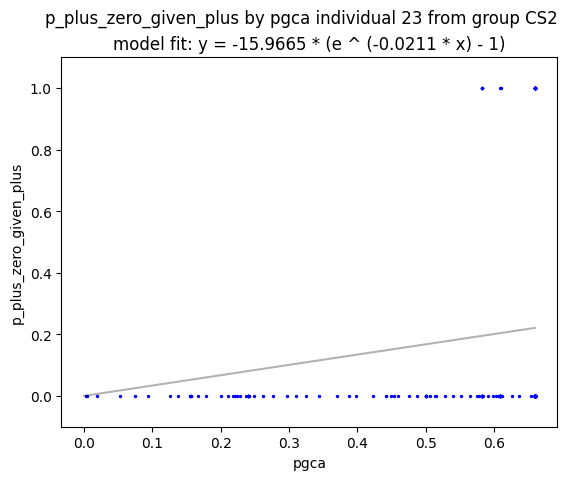 p_plus_zero_given_plus by pgca individual 23 from group CS2
model fit: y = -15.9665 * (e ^ (-0.0211 * x) - 1)
1.0
0.8
0.6
0.4
0.2
0.0
p_plus_zero_given_plus
0.0 0.1 0.2 0.3 0.4 0.5 0.6
pgca